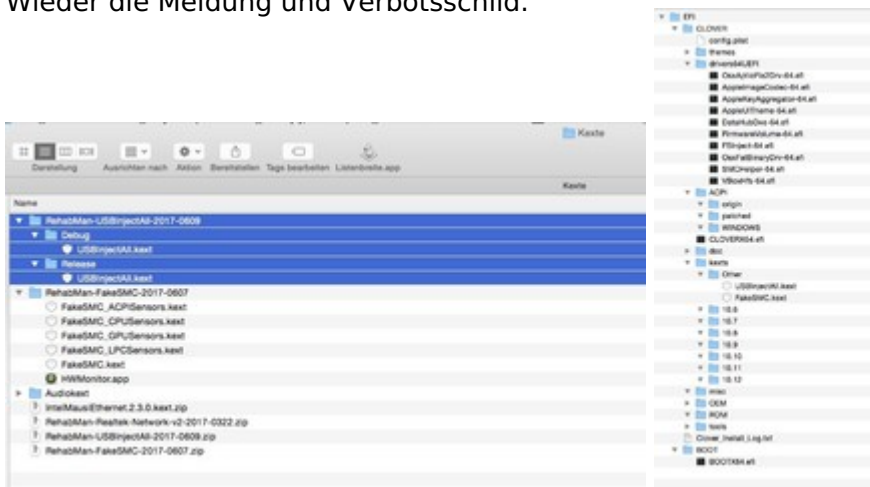 Wieder die Meldung und Verbotsschild.
Kexte
Darstellung
Ausrichten nach
Aktion
Bereitstellen
Tags bearbeiten
Listenbreite.app
Kexte
Name
RehabMan-USBInjectAll-2017-0609
Debug
USBInjectAll.kext
Release
USBInjectAll.kext
RehabMan-FakeSMC-2017-0607
FakeSMC_ACPISensors.kext
FakeSMC_CPUSensors.kext
FakeSMC_GPUSensors.kext
FakeSMC_LPCSensors.kext
FakeSMC.kext
HWMonitor.app
Audiokext
IntelMausiEthernet.2.3.0.kext.zip
RehabMan-Realtek-Network-v2-2017-0322.zip
RehabMan-USBInjectAll-2017-0609.zip
RehabMan-FakeSMC-2017-0607.zip
EFI
CLOVER
config.plist
themes
drivers64UEFI
OsxAptioFix2Drv-64.efi
AppleImageCodec-64.efi
AppleKeyAggregator-64.efi
AppleUITheme-64.efi
DataHubDxe-64.efi
FirmwareVolume-64.efi
FSInject-64.efi
OsxFatBinaryDrv-64.efi
SMCHelper-64.efi
VBoxHfs-64.efi
ACPI
origin
patched
WINDOWS
CLOVERX64.efi
doc
kexts
Other
USBInjectAll.kext
FakeSMC.kext
10.6
10.7
10.8
10.9
10.10
10.11
10.12
misc
OEM
ROM
tools
Clover_Install_Log.txt
BOOT
BOOTX64.efi